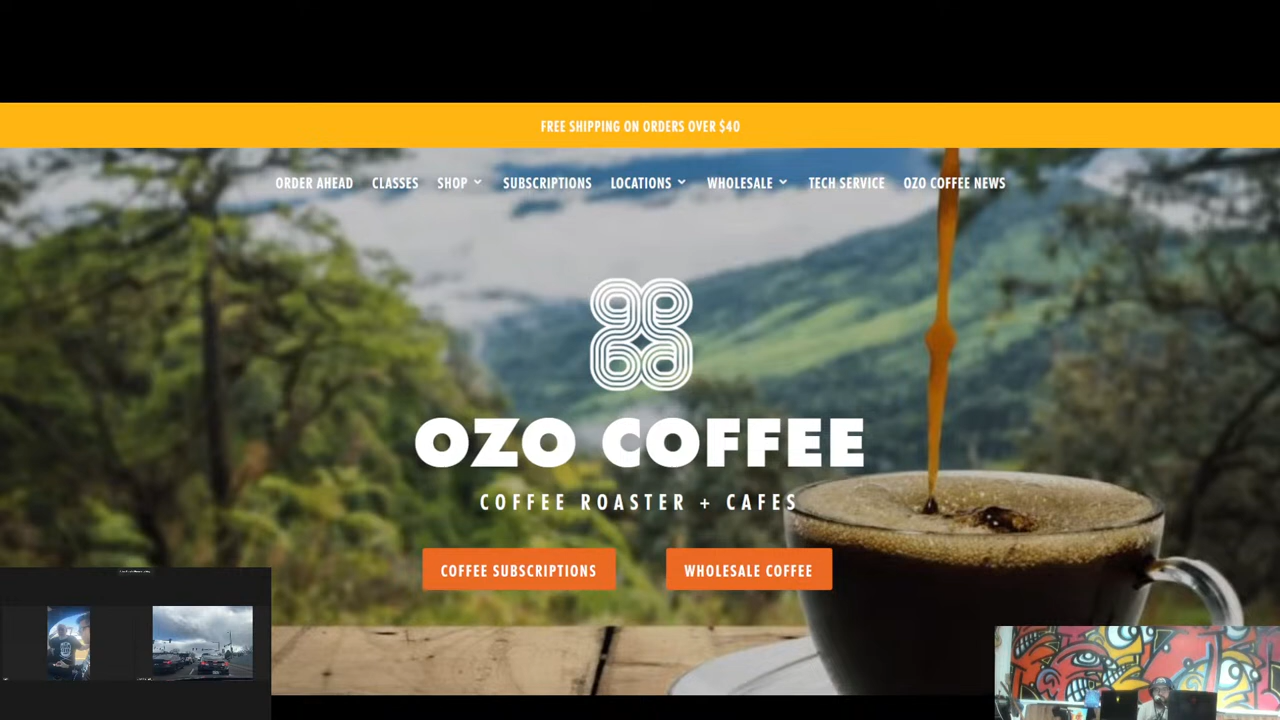 FREE SHIPPING ON ORDERS OVER $40
ORDER AHEAD CLASSES SHOP SUBSCRIPTIONS LOCATIONS WHOLESALE TECH SERVICE OZO COFFEE NEWS
OZO COFFEE
COFFEE ROASTER + CAFES
COFFEE SUBSCRIPTIONS WHOLESALE COFFEE